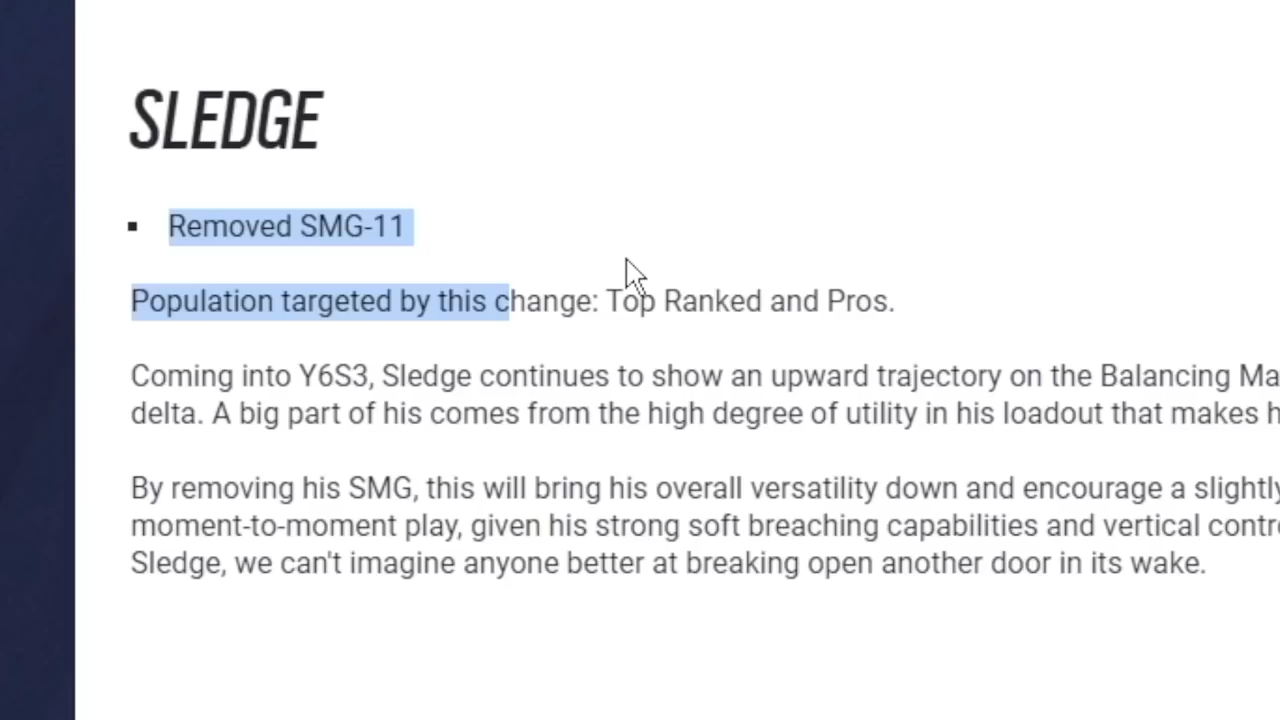 SLEDGE
Removed SMG-11
Population targeted by this change: Top Ranked and Pros.
Coming into Y6S3, Sledge continues to show an upward trajectory on the Balancing Ma
delta. A big part of his comes from the high degree of utility in his loadout that makes h
By removing his SMG, this will bring his overall versatility down and encourage a slightly
moment-to-moment play, given his strong soft breaching capabilities and vertical contr
Sledge, we can't imagine anyone better at breaking open another door in its wake.